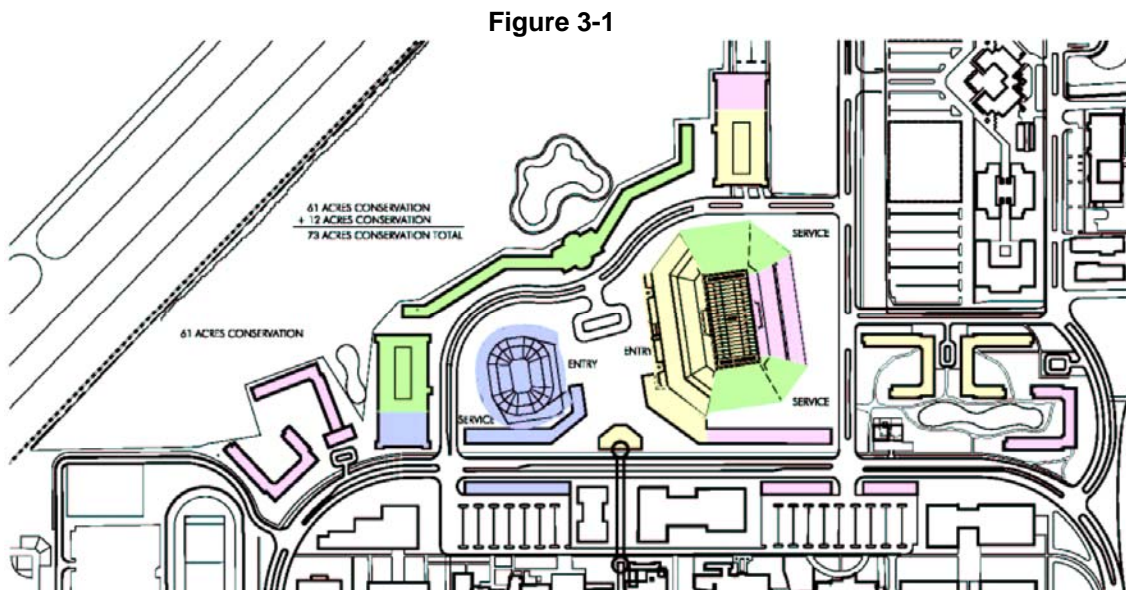 Figure 3-1
61 ACRES CONSERVATION
+ 12 ACRES CONSERVATION
73 ACRES CONSERVATION TOTAL
SERVICE
61 ACRES CONSERVATION
ENTRY
ENTRY
SERVICE
SERVICE